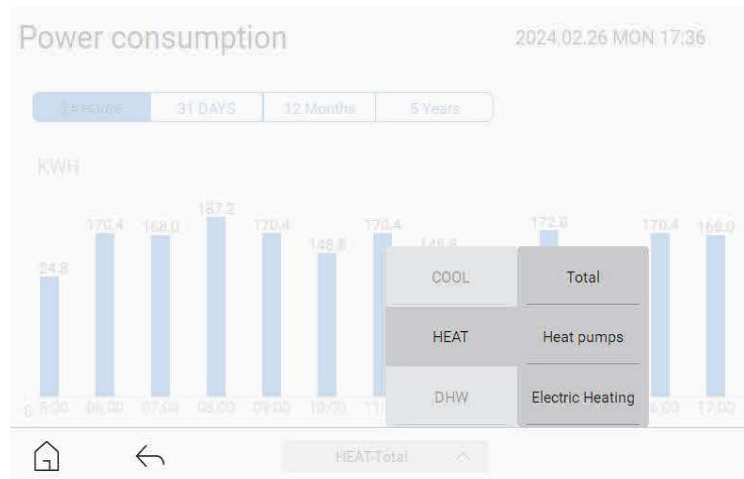 Power consumption
2024.02.26 MON 17:36
31 DAYS
12 Months
5 Years
KWH
187.2
170.4
168.0
170.4
148.8
170.4
172.8
170.4
168.0
24.8
COOL
Total
HEAT
Heat pumps
DHW
Electric Heating
0
06:00
07:00
08:00
09:00
10:00
17:00
HEAT-Total